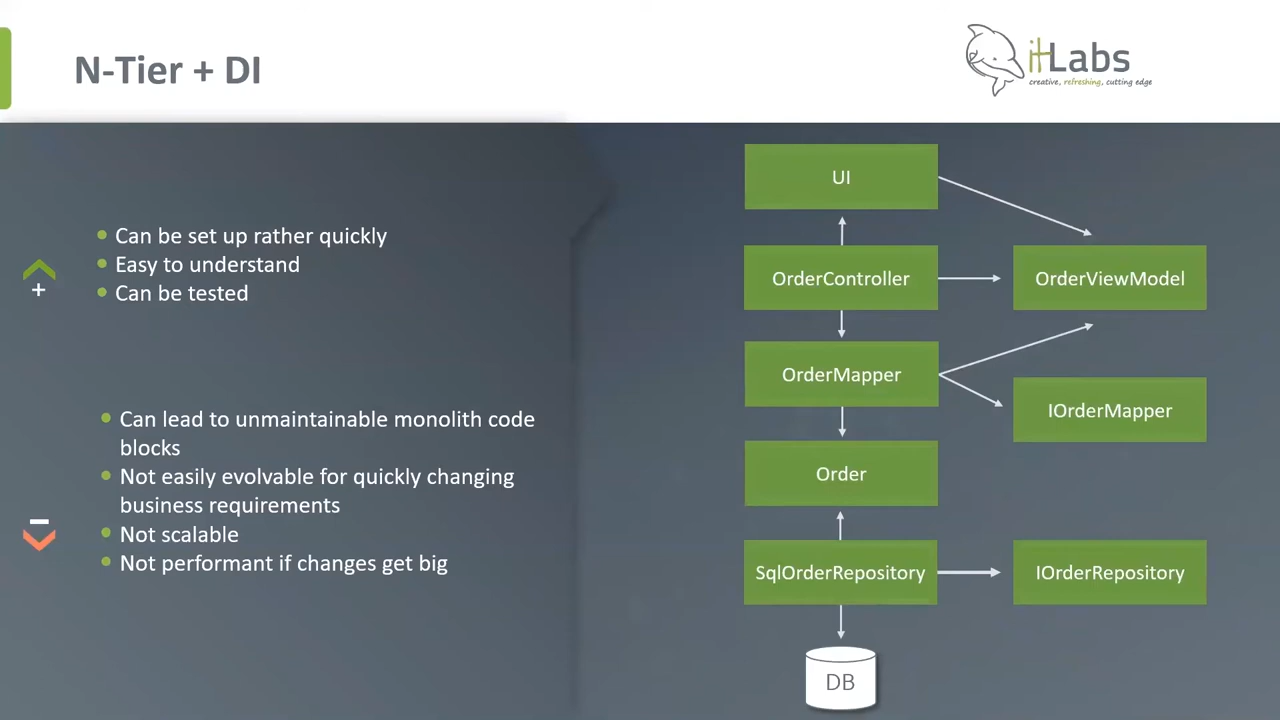 N-Tier + DI
itLabs
creative, refreshing, cutting edge
Can be set up rather quickly
Easy to understand
Can be tested
+
Can lead to unmaintainable monolith code
blocks
Not easily evolvable for quickly changing
business requirements
Not scalable
Not performant if changes get big
UI
OrderController
OrderViewModel
OrderMapper
IOrderMapper
Order
SqlOrderRepository
IOrderRepository
DB